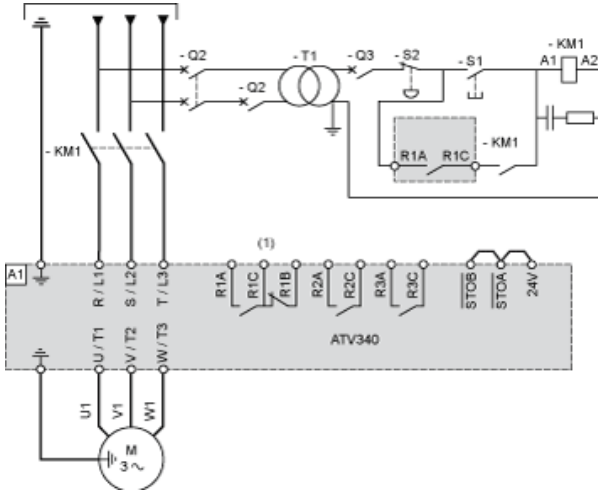 - Q2
- T1
- Q3
- S2
- S1
- KM1
A1
A2
- Q2
- KM1
R1A
R1C
- KM1
(1)
A1
R / L1
S / L2
T / L3
R1A
R1C
R1B
R2A
R2C
R3A
R3C
STOB
STOA
24V
ATV340
U / T1
V / T2
W / T3
U1
V1
W1
M
3 ~